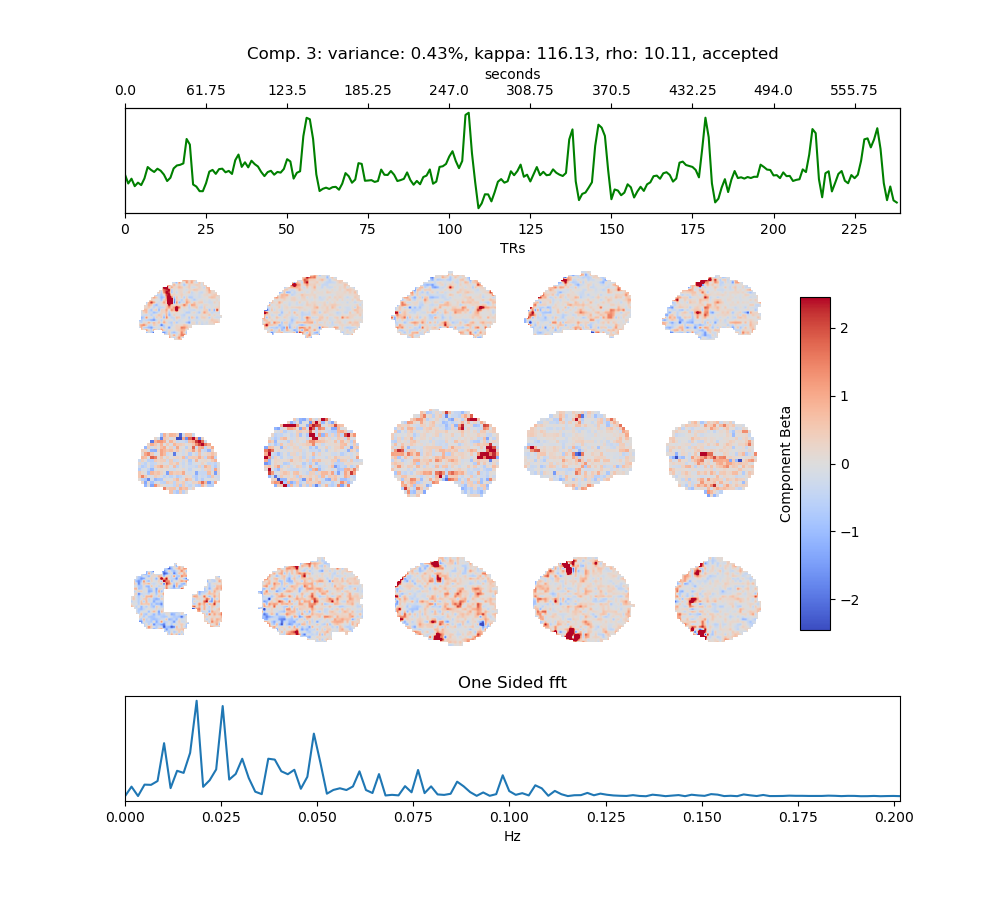 Comp. 3: variance: 0.43%, kappa: 116.13, rho: 10.11, accepted
seconds
0.0 61.75 123.5 185.25 247.0 308.75 370.5 432.25 494.0 555.75
0 25 50 75 100 125 150 175 200 225
TRs
2
1
0
−1
−2
Component Beta
One Sided fft
0.000 0.025 0.050 0.075 0.100 0.125 0.150 0.175 0.200
Hz